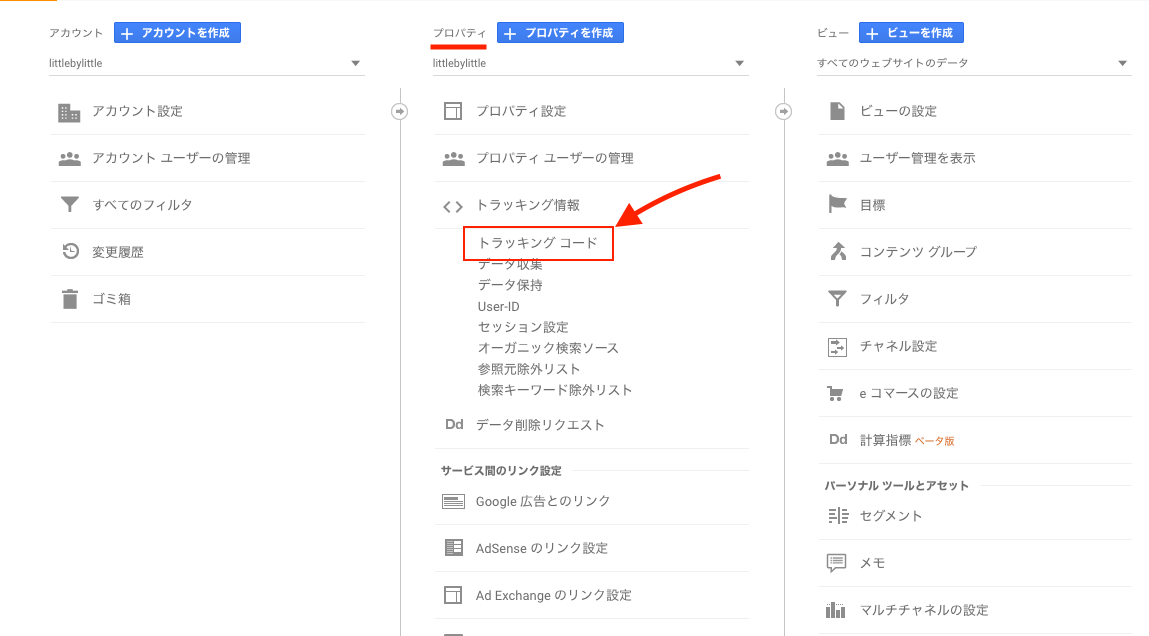 アカウント
アカウントを作成
littlebylittle
アカウント設定
アカウント ユーザーの管理
すべてのフィルタ
変更履歴
ゴミ箱
プロパティ
プロパティを作成
littlebylittle
プロパティ設定
プロパティ ユーザーの管理
トラッキング情報
トラッキング コード
データ収集
データ保持
User-ID
セッション設定
オーガニック検索ソース
参照元除外リスト
検索キーワード除外リスト
Dd データ削除リクエスト
サービス間のリンク設定
Google 広告とのリンク
AdSense のリンク設定
Ad Exchange のリンク設定
ビュー
ビューを作成
すべてのウェブサイトのデータ
ビューの設定
ユーザー管理を表示
目標
コンテンツ グループ
フィルタ
チャネル設定
e コマースの設定
Dd 計算指標 ベータ版
パーソナル ツールとアセット
セグメント
メモ
マルチチャネルの設定